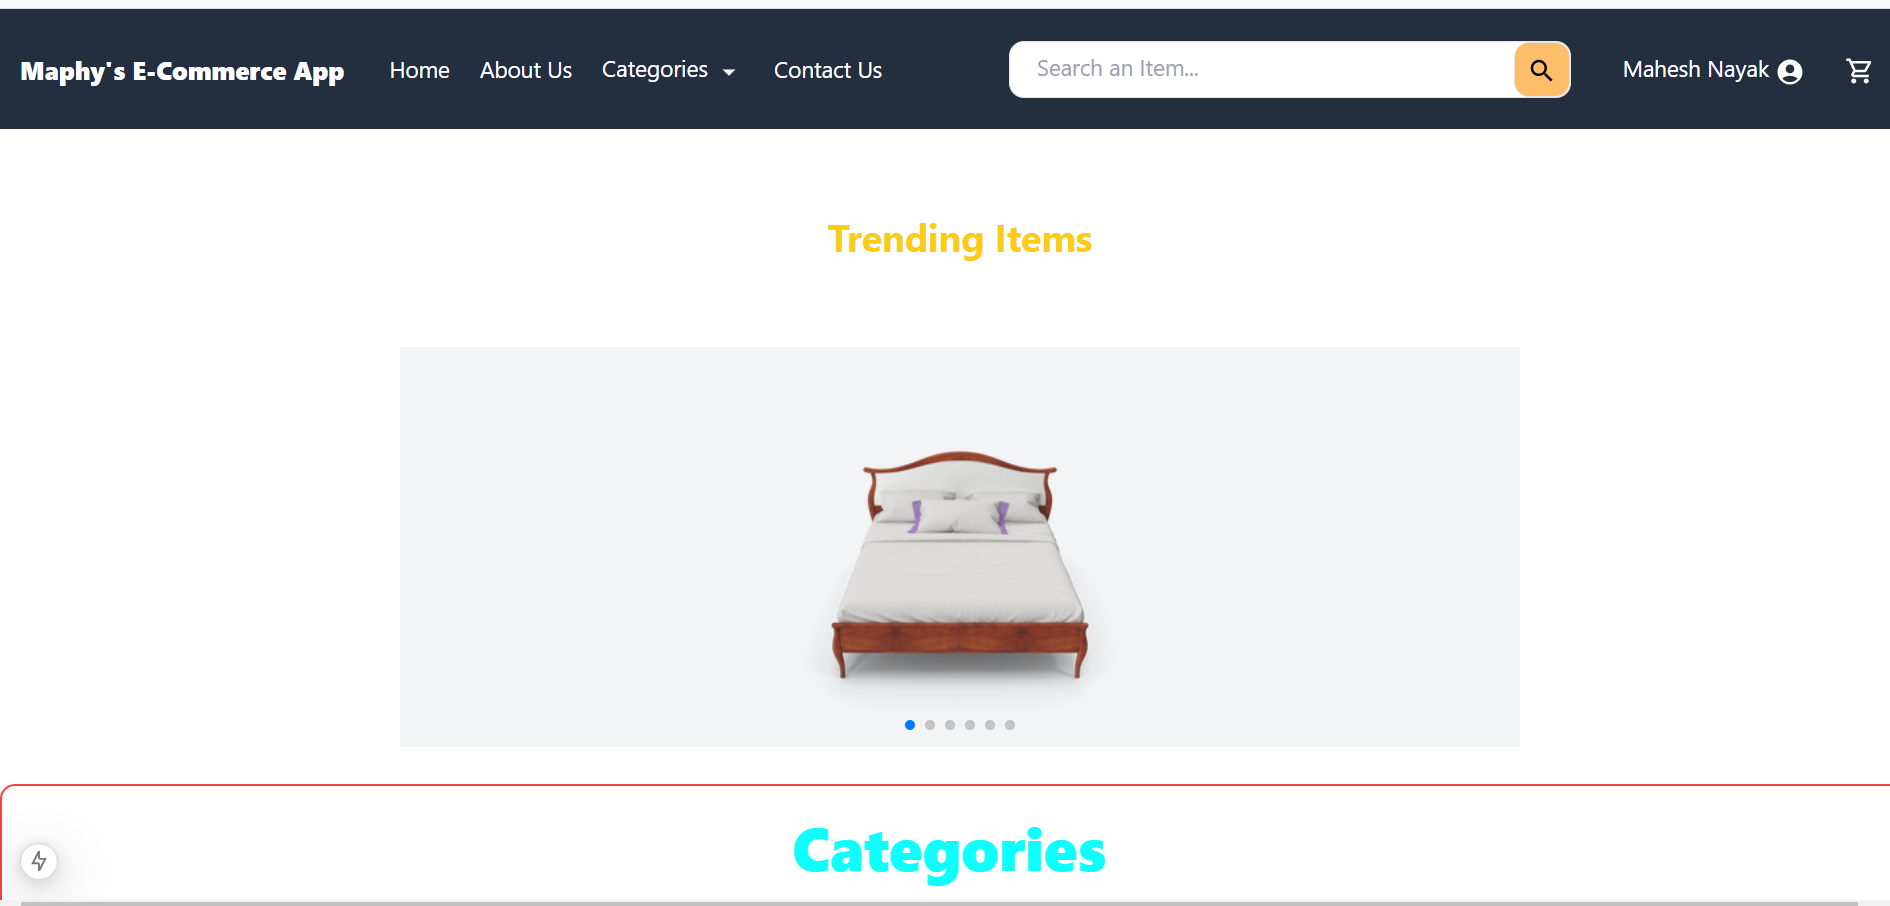 Maphy's E-Commerce App Home About Us Categories Contact Us Search an Item... Mahesh Nayak
Trending Items
Categories